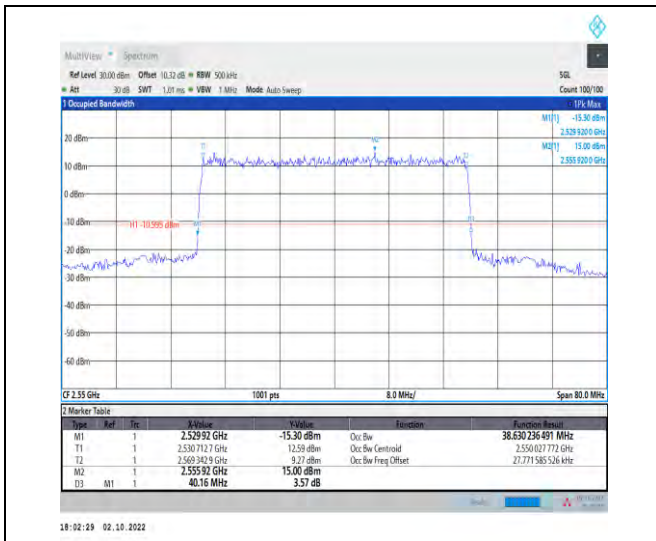 MultiView Spectrum
Ref Level 30.00 dBm Offset 10.32 dB RBW 500 kHz SGL
Att 30 dB SWT 1.01 ms VBW 1 MHz Mode Auto Sweep Count 100/100
1 Occupied Bandwidth 1Pk Max
M1[1] -15.30 dBm
2.529 920 0 GHz
M2[1] 15.00 dBm
2.555 920 0 GHz
20 dBm
10 dBm
0 dBm
-10 dBm
H1 -10.995 dBm
-20 dBm
-30 dBm
-40 dBm
-50 dBm
-60 dBm
T1
M2
T2
M1
D3
CF 2.55 GHz 1001 pts 8.0 MHz/ Span 80.0 MHz
2 Marker Table
Type Ref Trc X-Value Y-Value Function Function Result
M1 1 2.529 92 GHz -15.30 dBm Occ Bw 38.630 236 491 MHz
T1 1 2.530 712 7 GHz 12.59 dBm Occ Bw Centroid 2.550 027 772 GHz
T2 1 2.569 342 9 GHz 9.27 dBm Occ Bw Freq Offset 27.771 585 526 kHz
M2 1 2.555 92 GHz 15.00 dBm
D3 M1 1 40.16 MHz 3.57 dB
18:02:29 02.10.2022